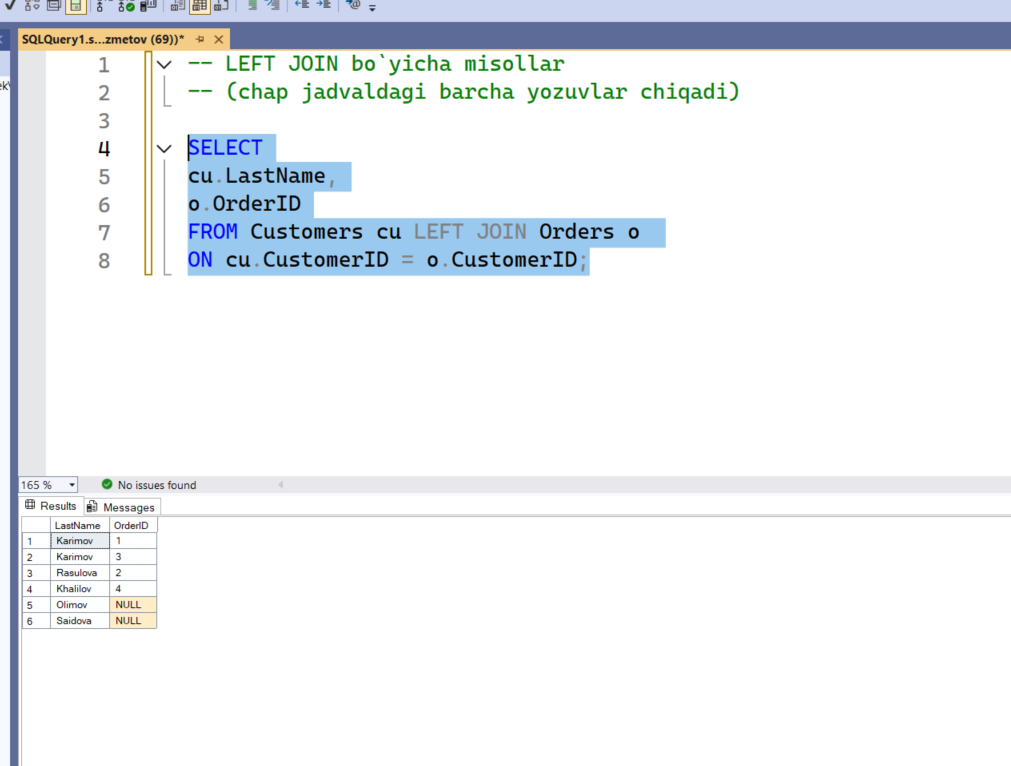 SQLQuery1.s...zmetov (69))*
1 -- LEFT JOIN bo`yicha misollar
2 -- (chap jadvaldagi barcha yozuvlar chiqadi)
3
4 SELECT
5 cu.LastName,
6 o.OrderID
7 FROM Customers cu LEFT JOIN Orders o
8 ON cu.CustomerID = o.CustomerID;
165 % No issues found
Results Messages
LastName OrderID
1 Karimov 1
2 Karimov 3
3 Rasulova 2
4 Khalilov 4
5 Olimov NULL
6 Saidova NULL